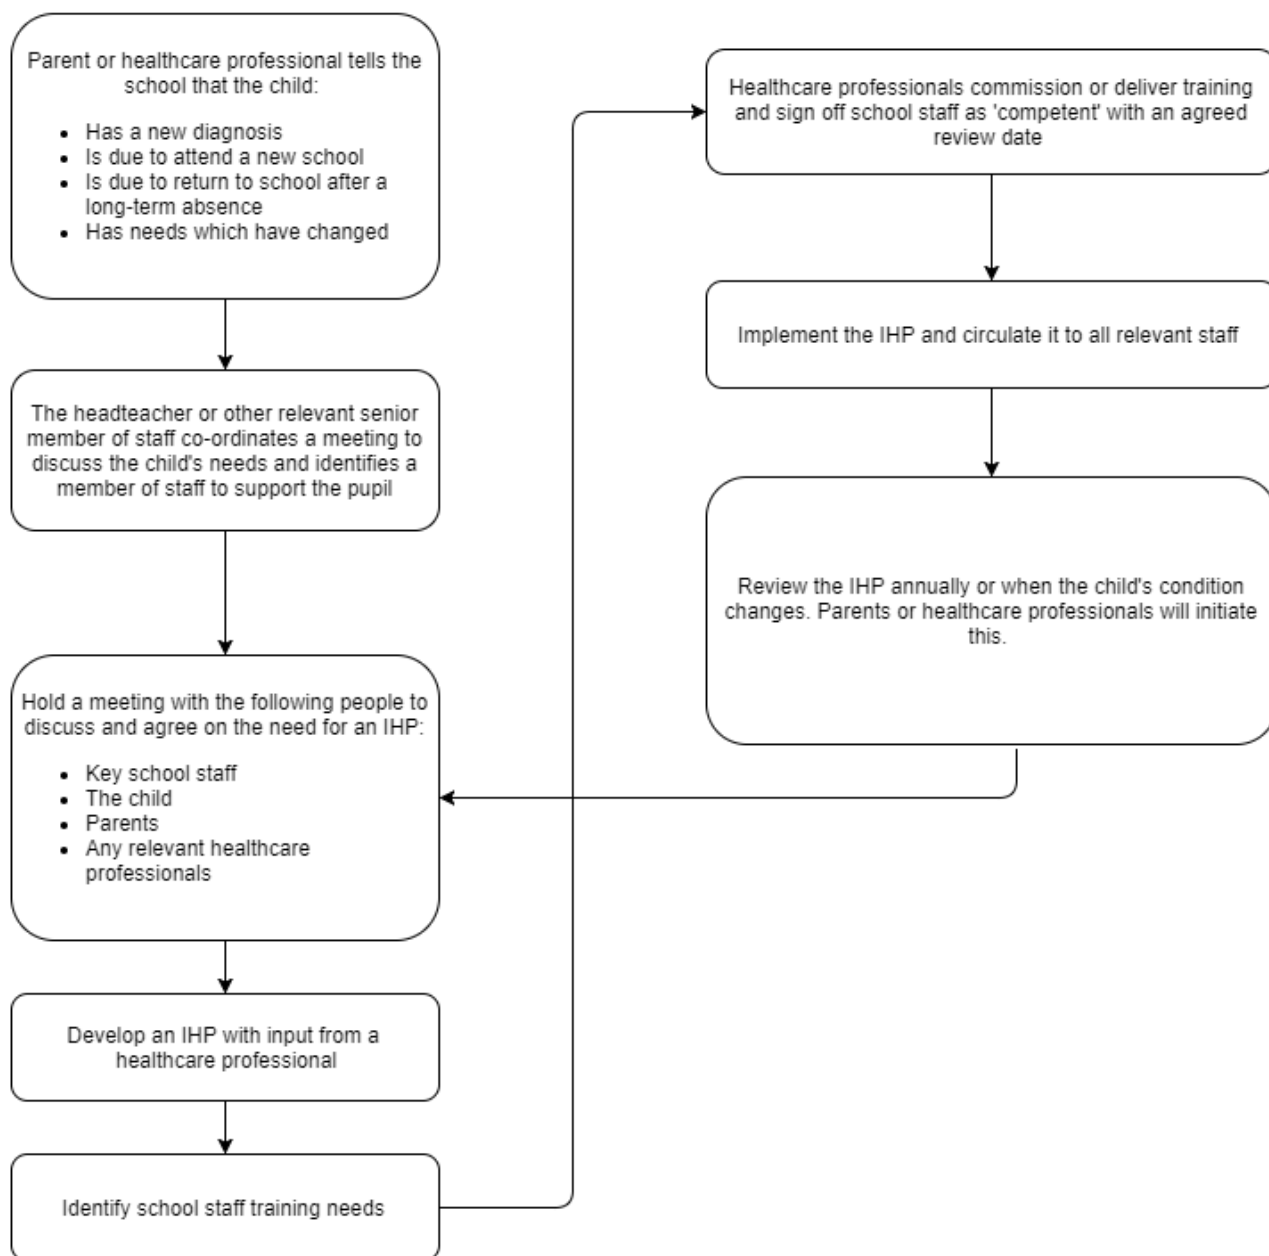 Parent or healthcare professional tells the
school that the child:
• Has a new diagnosis
• Is due to attend a new school
• Is due to return to school after a
long-term absence
• Has needs which have changed
The headteacher or other relevant senior
member of staff co-ordinates a meeting to
discuss the child's needs and identifies a
member of staff to support the pupil
Hold a meeting with the following people to
discuss and agree on the need for an IHP:
• Key school staff
• The child
• Parents
• Any relevant healthcare
professionals
Develop an IHP with input from a
healthcare professional
Identify school staff training needs
Healthcare professionals commission or deliver training
and sign off school staff as 'competent' with an agreed
review date
Implement the IHP and circulate it to all relevant staff
Review the IHP annually or when the child's condition
changes. Parents or healthcare professionals will initiate
this.